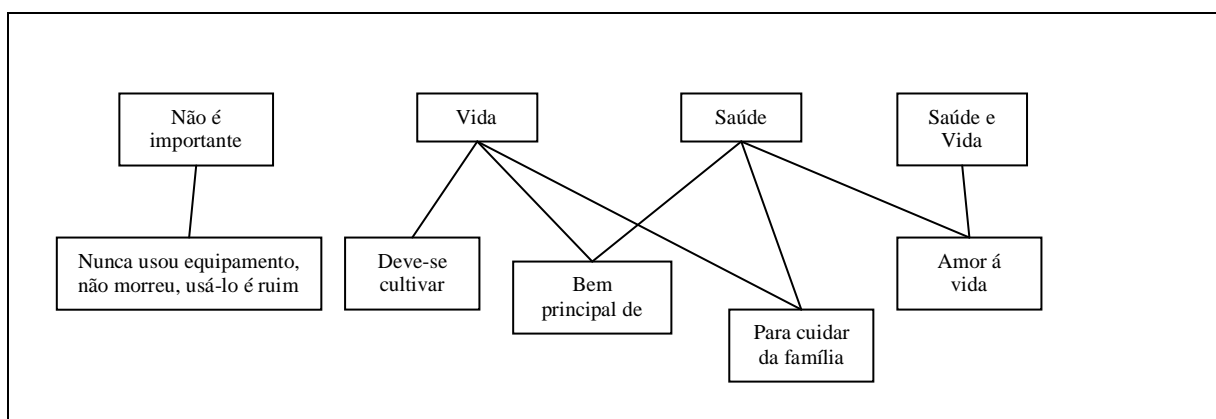 Não é
importante
Vida
Saúde
Saúde e
Vida
Nunca usou equipamento,
não morreu, usá-lo é ruim
Deve-se
cultivar
Bem
principal de
Para cuidar
da família
Amor á
vida